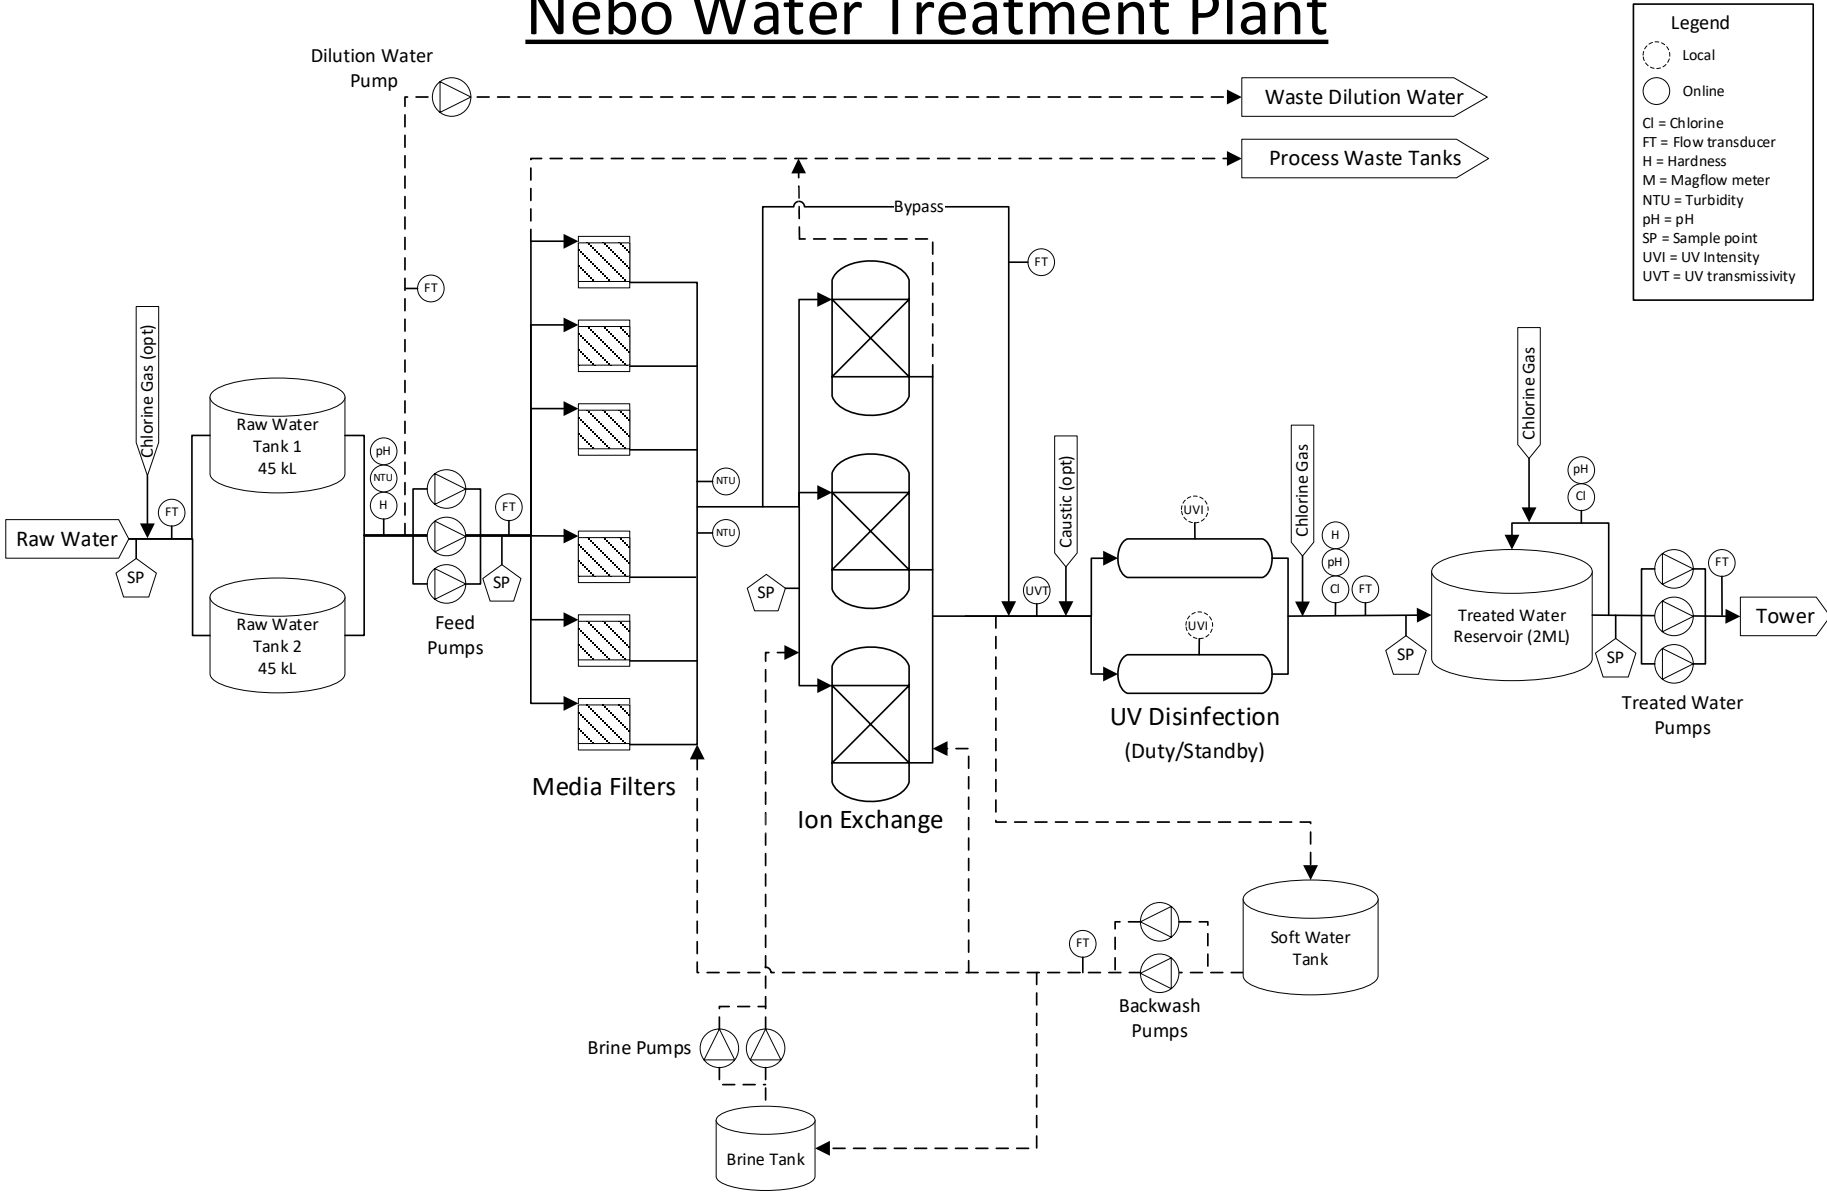 Nebo Water Treatment Plant
Legend
Local
Online
Cl = Chlorine
FT = Flow transducer
H = Hardness
M = Magflow meter
NTU = Turbidity
pH = pH
SP = Sample point
UVI = UV Intensity
UVT = UV transmissivity
Dilution Water
Pump
Waste Dilution Water
Process Waste Tanks
Bypass
FT
FT
Chlorine Gas (opt)
Raw Water
SP
FT
Raw Water
Tank 1
45 kL
Raw Water
Tank 2
45 kL
pH
NTU
H
Feed
Pumps
FT
SP
Media Filters
NTU
NTU
SP
Ion Exchange
UVT
Caustic (opt)
UVI
UVI
UV Disinfection
(Duty/Standby)
Chlorine Gas
H
pH
Cl
FT
SP
Chlorine Gas
pH
Cl
Treated Water
Reservoir (2ML)
SP
FT
Tower
Treated Water
Pumps
Soft Water
Tank
FT
Backwash
Pumps
Brine Pumps
Brine Tank